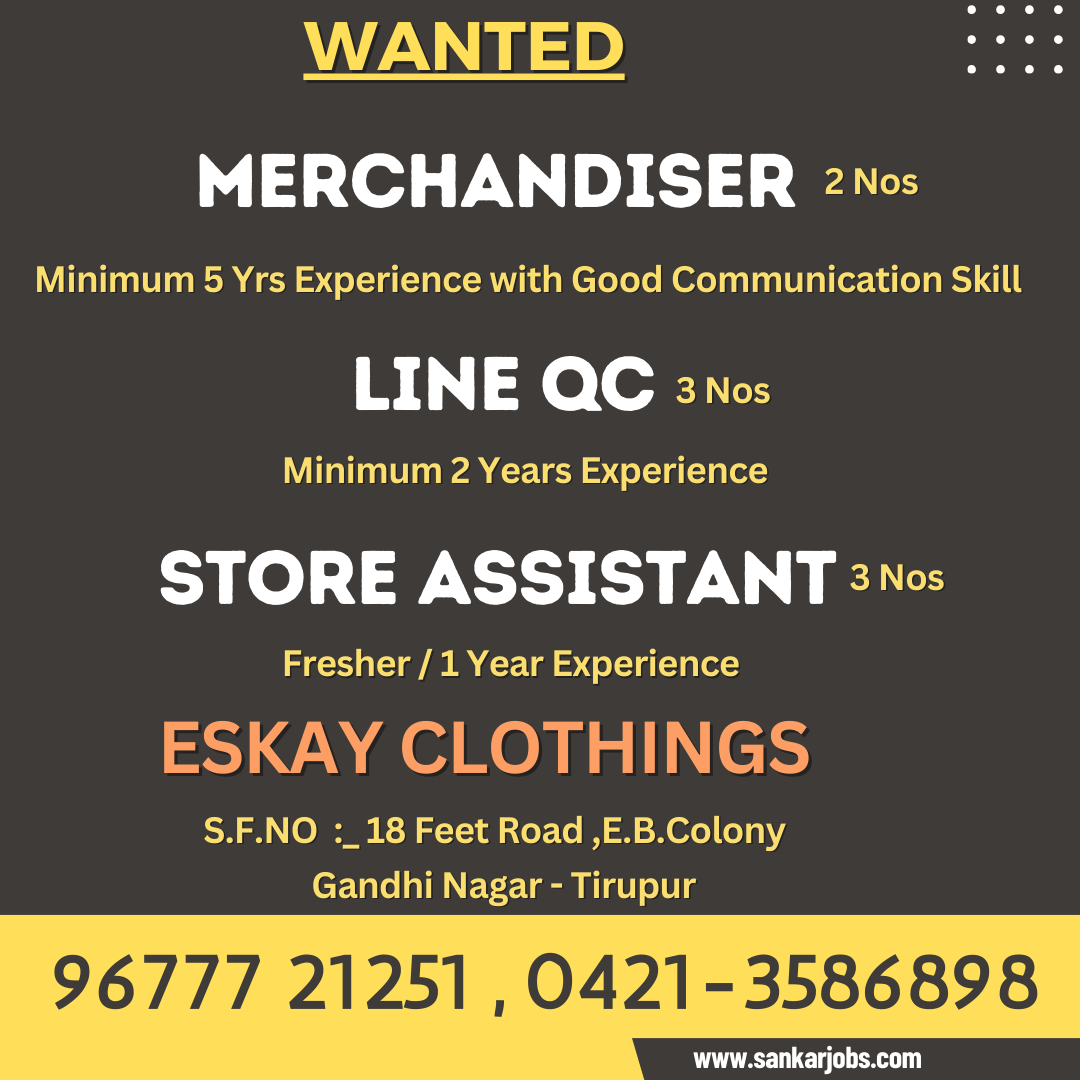 WANTED
MERCHANDISER 2 Nos
Minimum 5 Yrs Experience with Good Communication Skill
LINE QC 3 Nos
Minimum 2 Years Experience
STORE ASSISTANT 3 Nos
Fresher / 1 Year Experience
ESKAY CLOTHINGS
S.F.NO :_ 18 Feet Road ,E.B.Colony
Gandhi Nagar - Tirupur
96777 21251 , 0421-3586898
www.sankarjobs.com